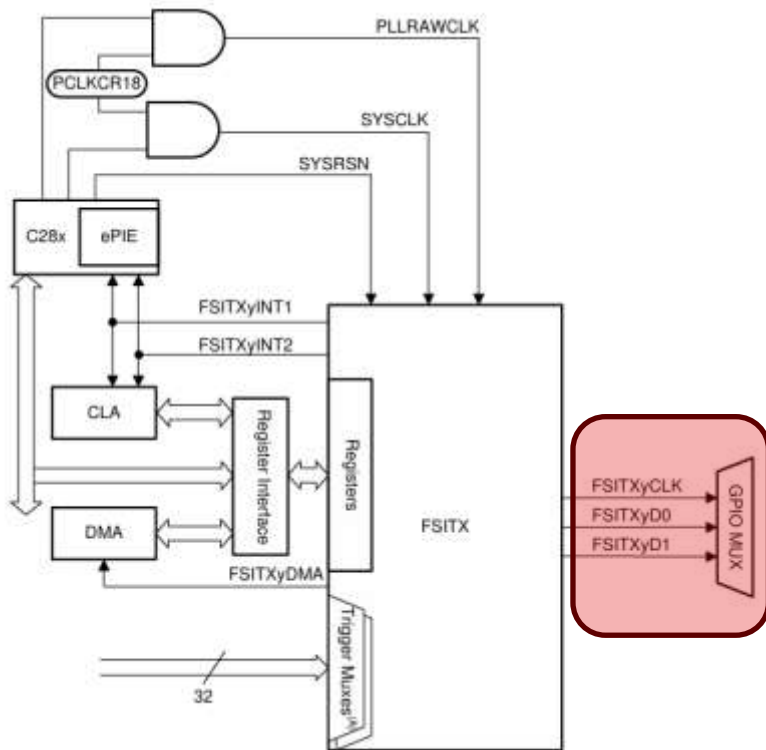 PLLRAWCLK
PCLKCR18
SYSCLK
SYSRSN
C28x
ePIE
FSITXyINT1
FSITXyINT2
CLA
Register Interface
Registers
FSITX
FSITXyCLK
FSITXyD0
FSITXyD1
GPIO MUX
DMA
FSITXyDMA
Trigger Muxes(A)
32